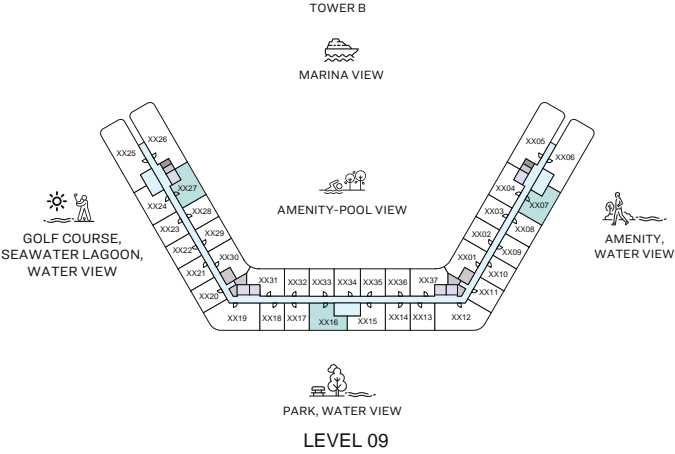 TOWER B
MARINA VIEW
XX25
XX26
XX05
XX06
XX27
XX04
XX07
XX24
XX28
XX03
XX23
XX29
XX02
XX08
XX22
XX30
XX01
XX09
XX21
XX10
XX20
XX11
AMENITY-POOL VIEW
GOLF COURSE,
SEAWATER LAGOON,
WATER VIEW
AMENITY,
WATER VIEW
XX31 XX32 XX33 XX34 XX35 XX36 XX37
XX19 XX18 XX17 XX16 XX15 XX14 XX13 XX12
PARK, WATER VIEW
LEVEL 09